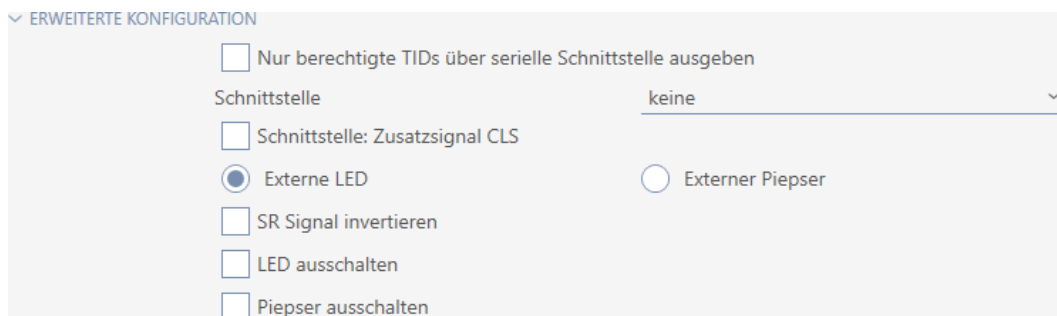 ERWEITERTE KONFIGURATION
Nur berechtigte TIDs über serielle Schnittstelle ausgeben
Schnittstelle keine
Schnittstelle: Zusatzsignal CLS
Externe LED Externer Piepser
SR Signal invertieren
LED ausschalten
Piepser ausschalten